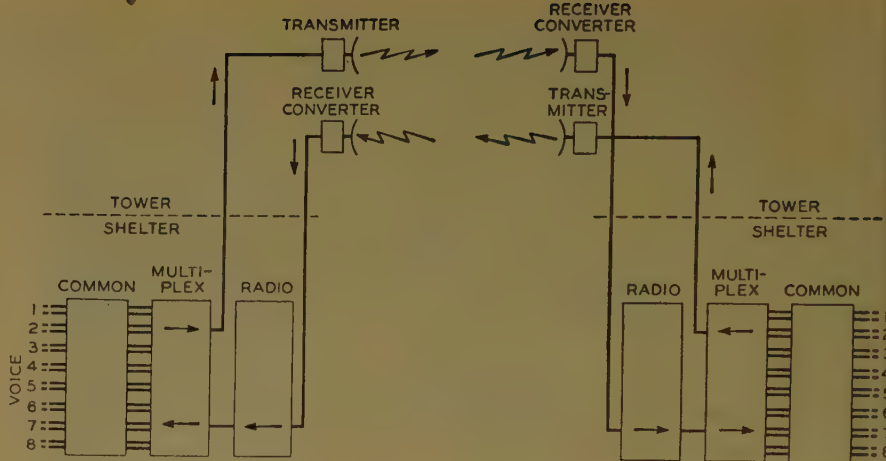 TRANSMITTER
RECEIVER
CONVERTER
RECEIVER
CONVERTER
TRANS-
MITTER
TOWER
SHELTER
TOWER
SHELTER
COMMON
MULTI-
PLEX
RADIO
RADIO
MULTI-
PLEX
COMMON
VOICE
1
2
3
4
5
6
7
8